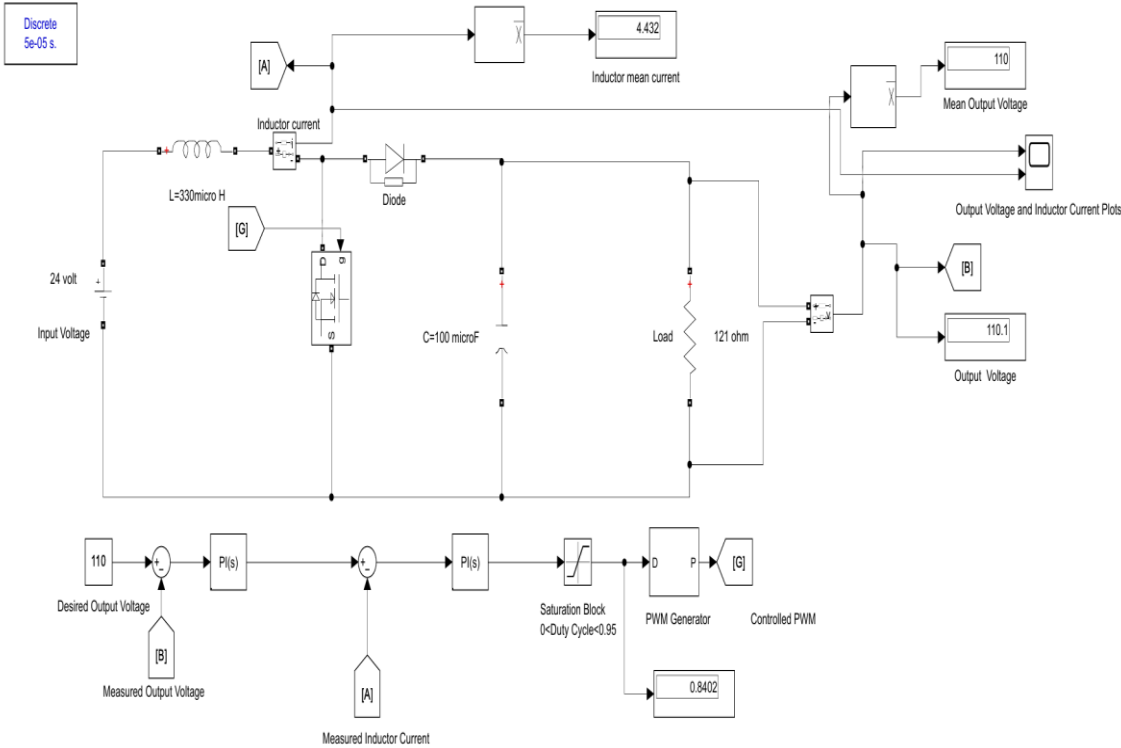 Discrete
5e-05 s.
[A]
4.432
Inductor mean current
110
Mean Output Voltage
Inductor current
L=330micro H
Diode
Output Voltage and Inductor Current Plots
[G]
24 volt
Input Voltage
D
g
S
C=100 microF
Load
121 ohm
[B]
110.1
Output Voltage
110
PI(s)
PI(s)
D
P
[G]
Desired Output Voltage
Saturation Block
0<Duty Cycle<0.95
PWM Generator
Controlled PWM
[B]
Measured Output Voltage
[A]
0.8402
Measured Inductor Current